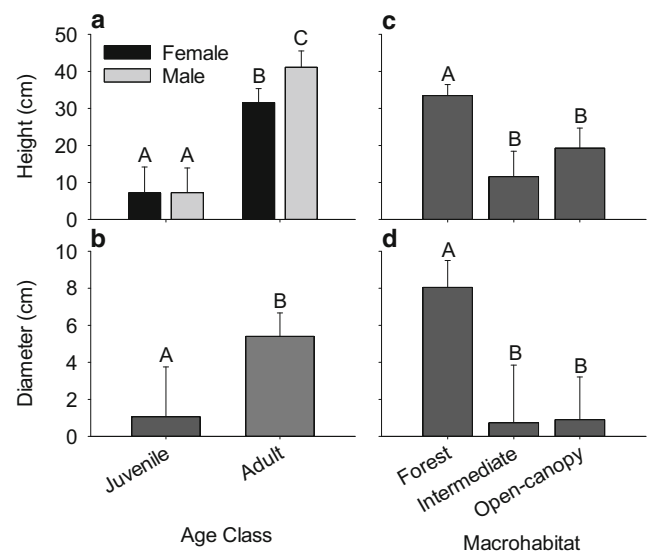 a
Female
Male
A
A
B
C
Height (cm)
50
40
30
20
10
0
c
A
B
B
b
A
B
Diameter (cm)
10
8
6
4
2
0
Juvenile
Adult
Age Class
d
A
B
B
Forest
Intermediate
Open-canopy
Macrohabitat